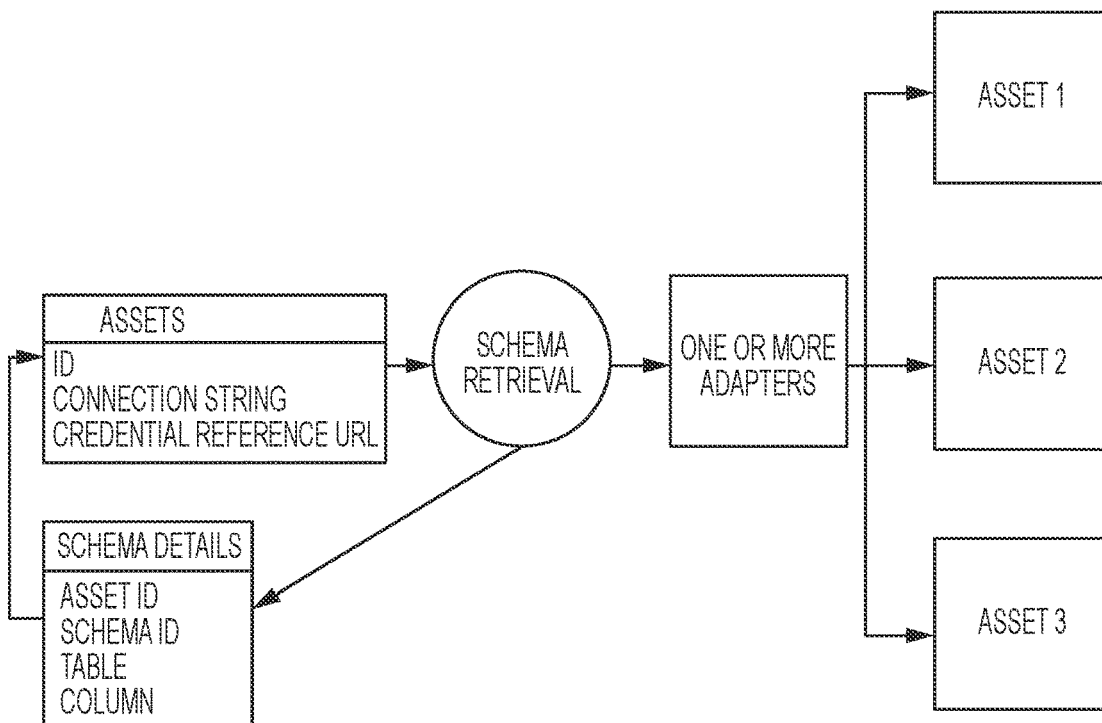 ASSETS
ID
CONNECTION STRING
CREDENTIAL REFERENCE URL
SCHEMA DETAILS
ASSET ID
SCHEMA ID
TABLE
COLUMN
SCHEMA
RETRIEVAL
ONE OR MORE
ADAPTERS
ASSET 1
ASSET 2
ASSET 3